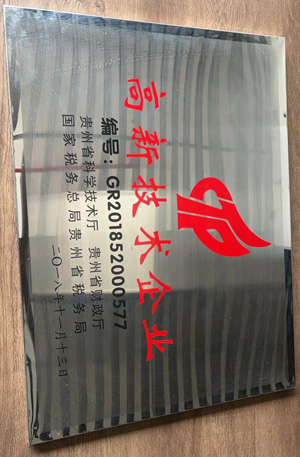 高新技术企业
编号：GR201852000577
贵州省科学技术厅 贵州省财政厅
国家税务总局贵州省税务局
二〇一八年十一月十三日